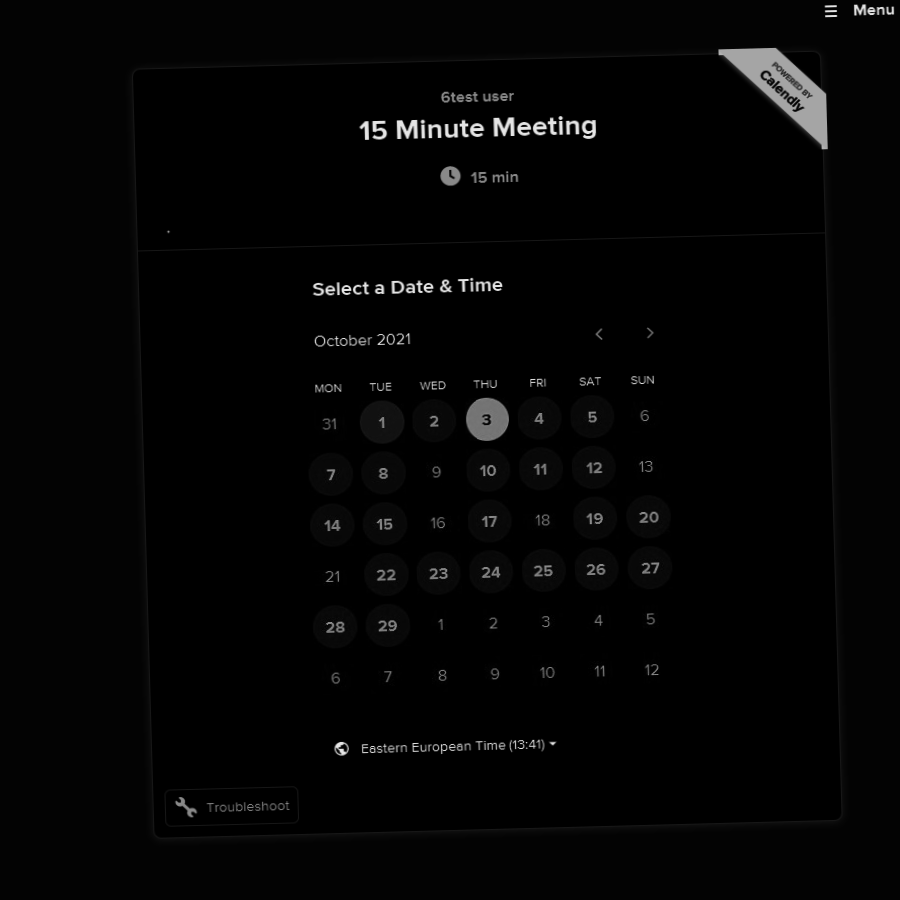 ☰ Menu
POWERED BY
Calendly
6test user
15 Minute Meeting
15 min
.
Select a Date & Time
October 2021
MON TUE WED THU FRI SAT SUN
31 1 2 3 4 5 6
7 8 9 10 11 12 13
14 15 16 17 18 19 20
21 22 23 24 25 26 27
28 29 1 2 3 4 5
6 7 8 9 10 11 12
Eastern European Time (13:41)
Troubleshoot